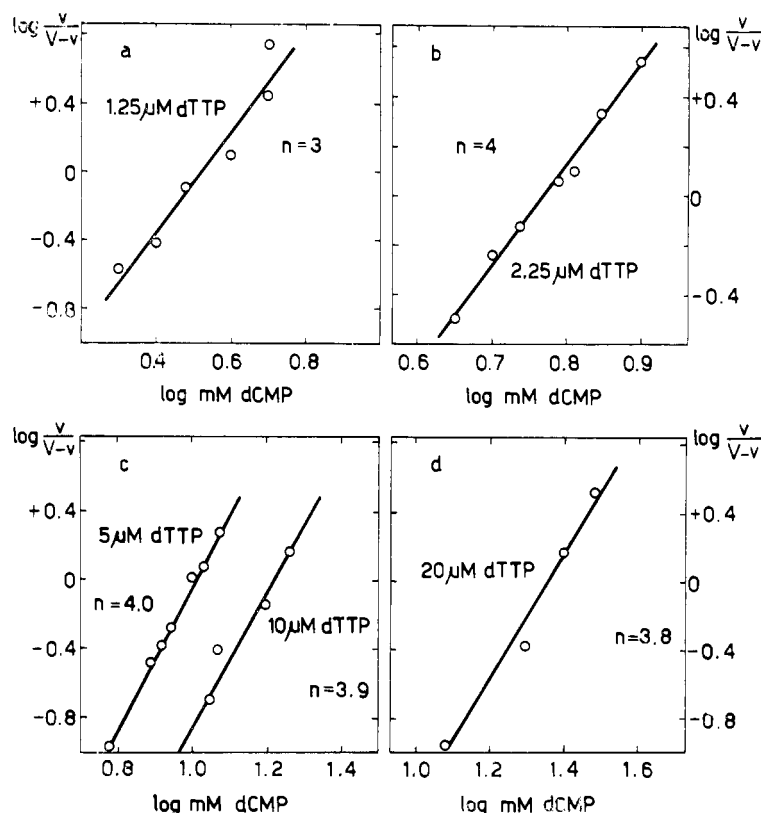 log v/V-v
a
1.25µM dTTP
n=3
+0.4
0
-0.4
-0.8
0.4 0.6 0.8
log mM dCMP
log v/V-v
b
n=4
2.25µM dTTP
+0.4
0
-0.4
0.6 0.7 0.8 0.9
log mM dCMP
log v/V-v
c
5µM dTTP
n=4.0
10µM dTTP
n=3.9
+0.4
0
-0.4
-0.8
0.8 1.0 1.2 1.4
log mM dCMP
log v/V-v
d
20µM dTTP
n=3.8
+0.4
0
-0.4
-0.8
1.0 1.2 1.4 1.6
log mM dCMP